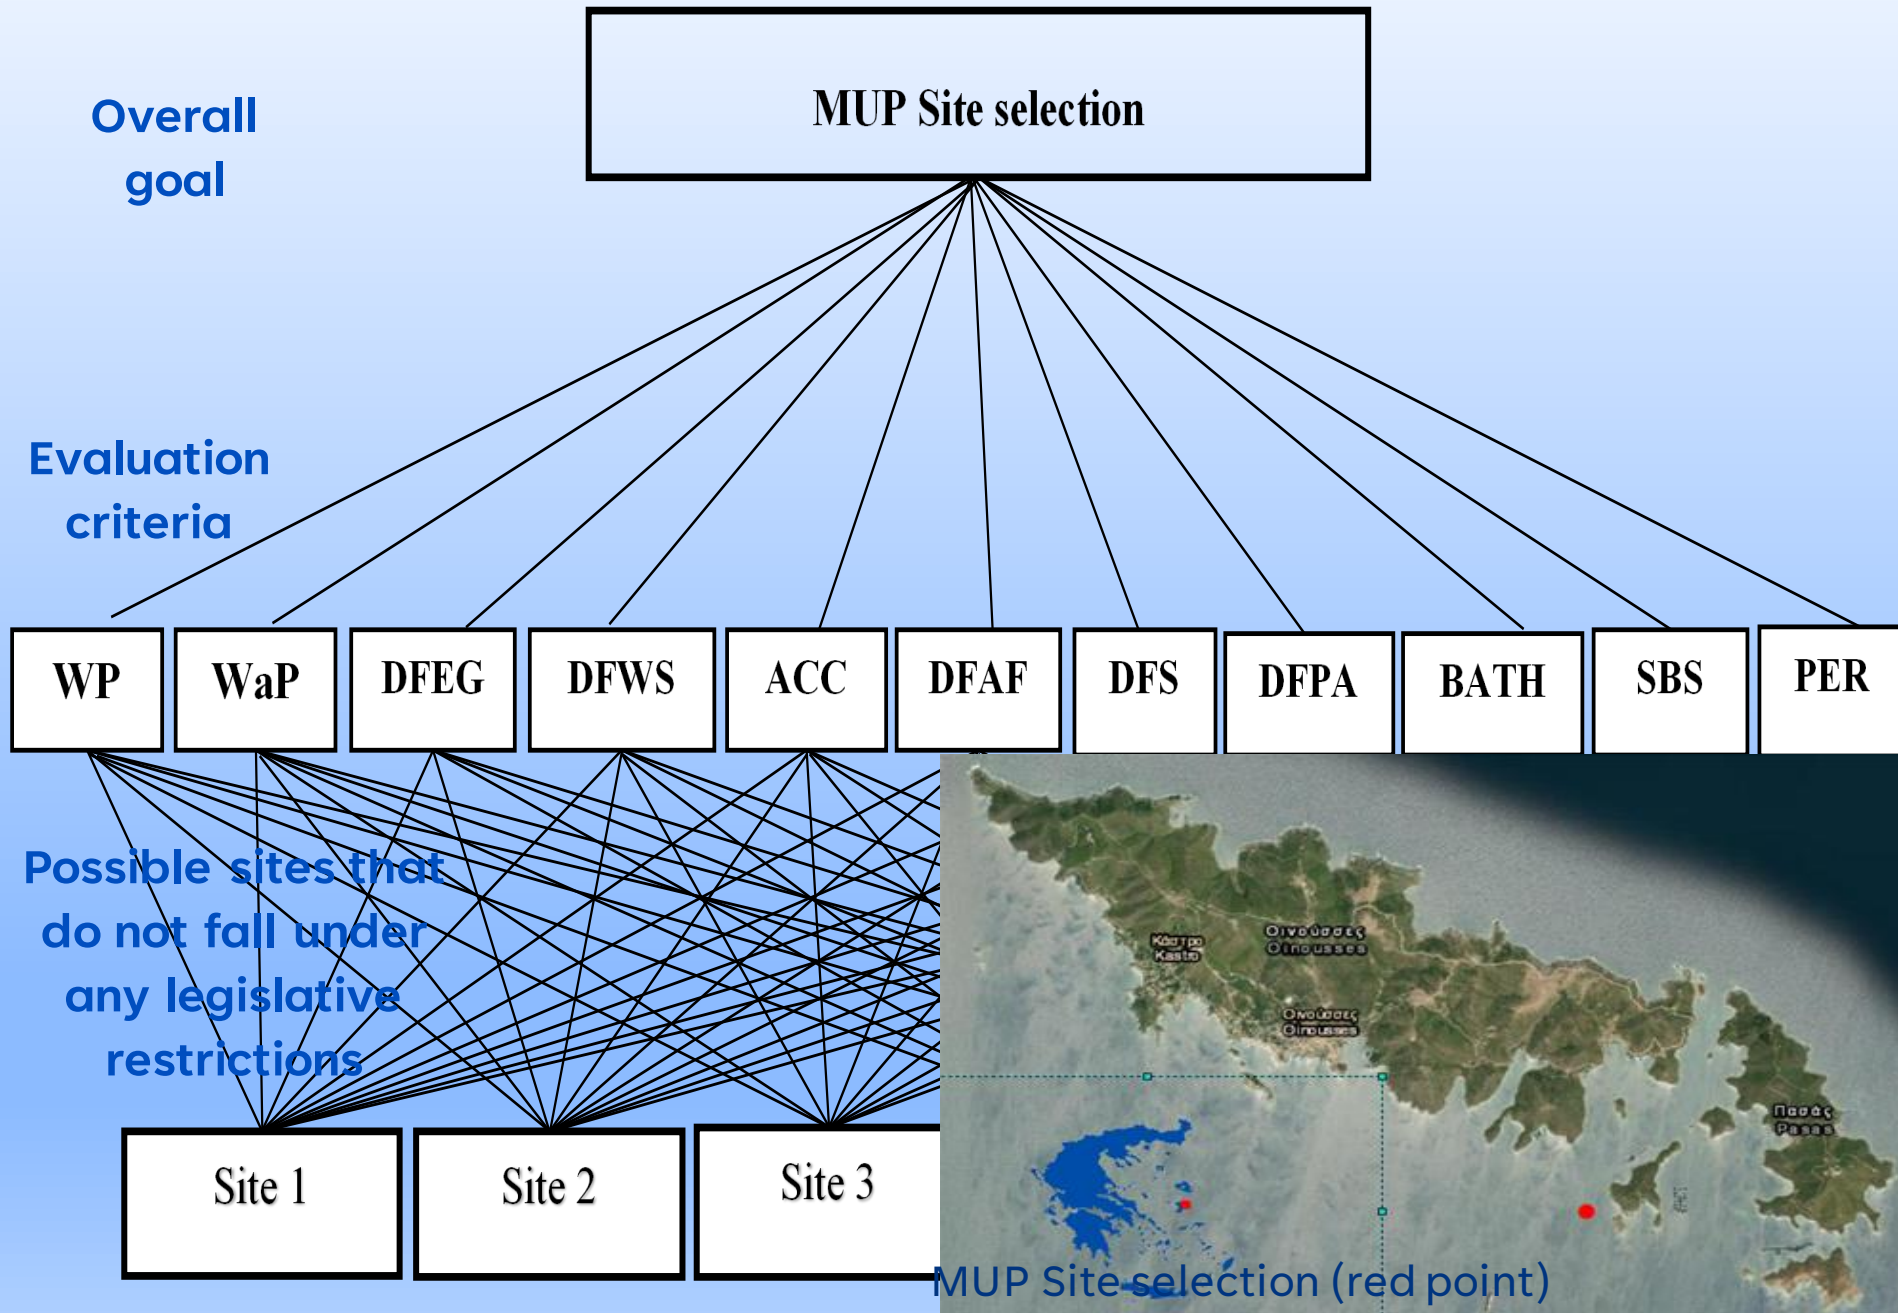 MUP Site selection
Overall
goal
Evaluation
criteria
WP
WaP
DFEG
DFWS
ACC
DFAF
DFS
DFPA
BATH
SBS
PER
Possible sites that
do not fall under
any legislative
restrictions
Site 1
Site 2
Site 3
Κάστρο
Kastro
Οινούσσες
Oinousses
Οινούσσες
Oinousses
Πασάς
Pasas
MUP Site selection (red point)